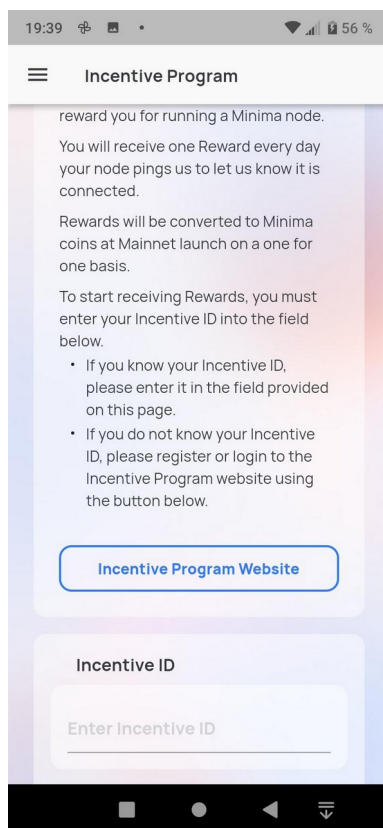 19:39 56 %
Incentive Program
reward you for running a Minima node.
You will receive one Reward every day
your node pings us to let us know it is
connected.
Rewards will be converted to Minima
coins at Mainnet launch on a one for
one basis.
To start receiving Rewards, you must
enter your Incentive ID into the field
below.
• If you know your Incentive ID,
please enter it in the field provided
on this page.
• If you do not know your Incentive
ID, please register or login to the
Incentive Program website using
the button below.
Incentive Program Website
Incentive ID
Enter Incentive ID